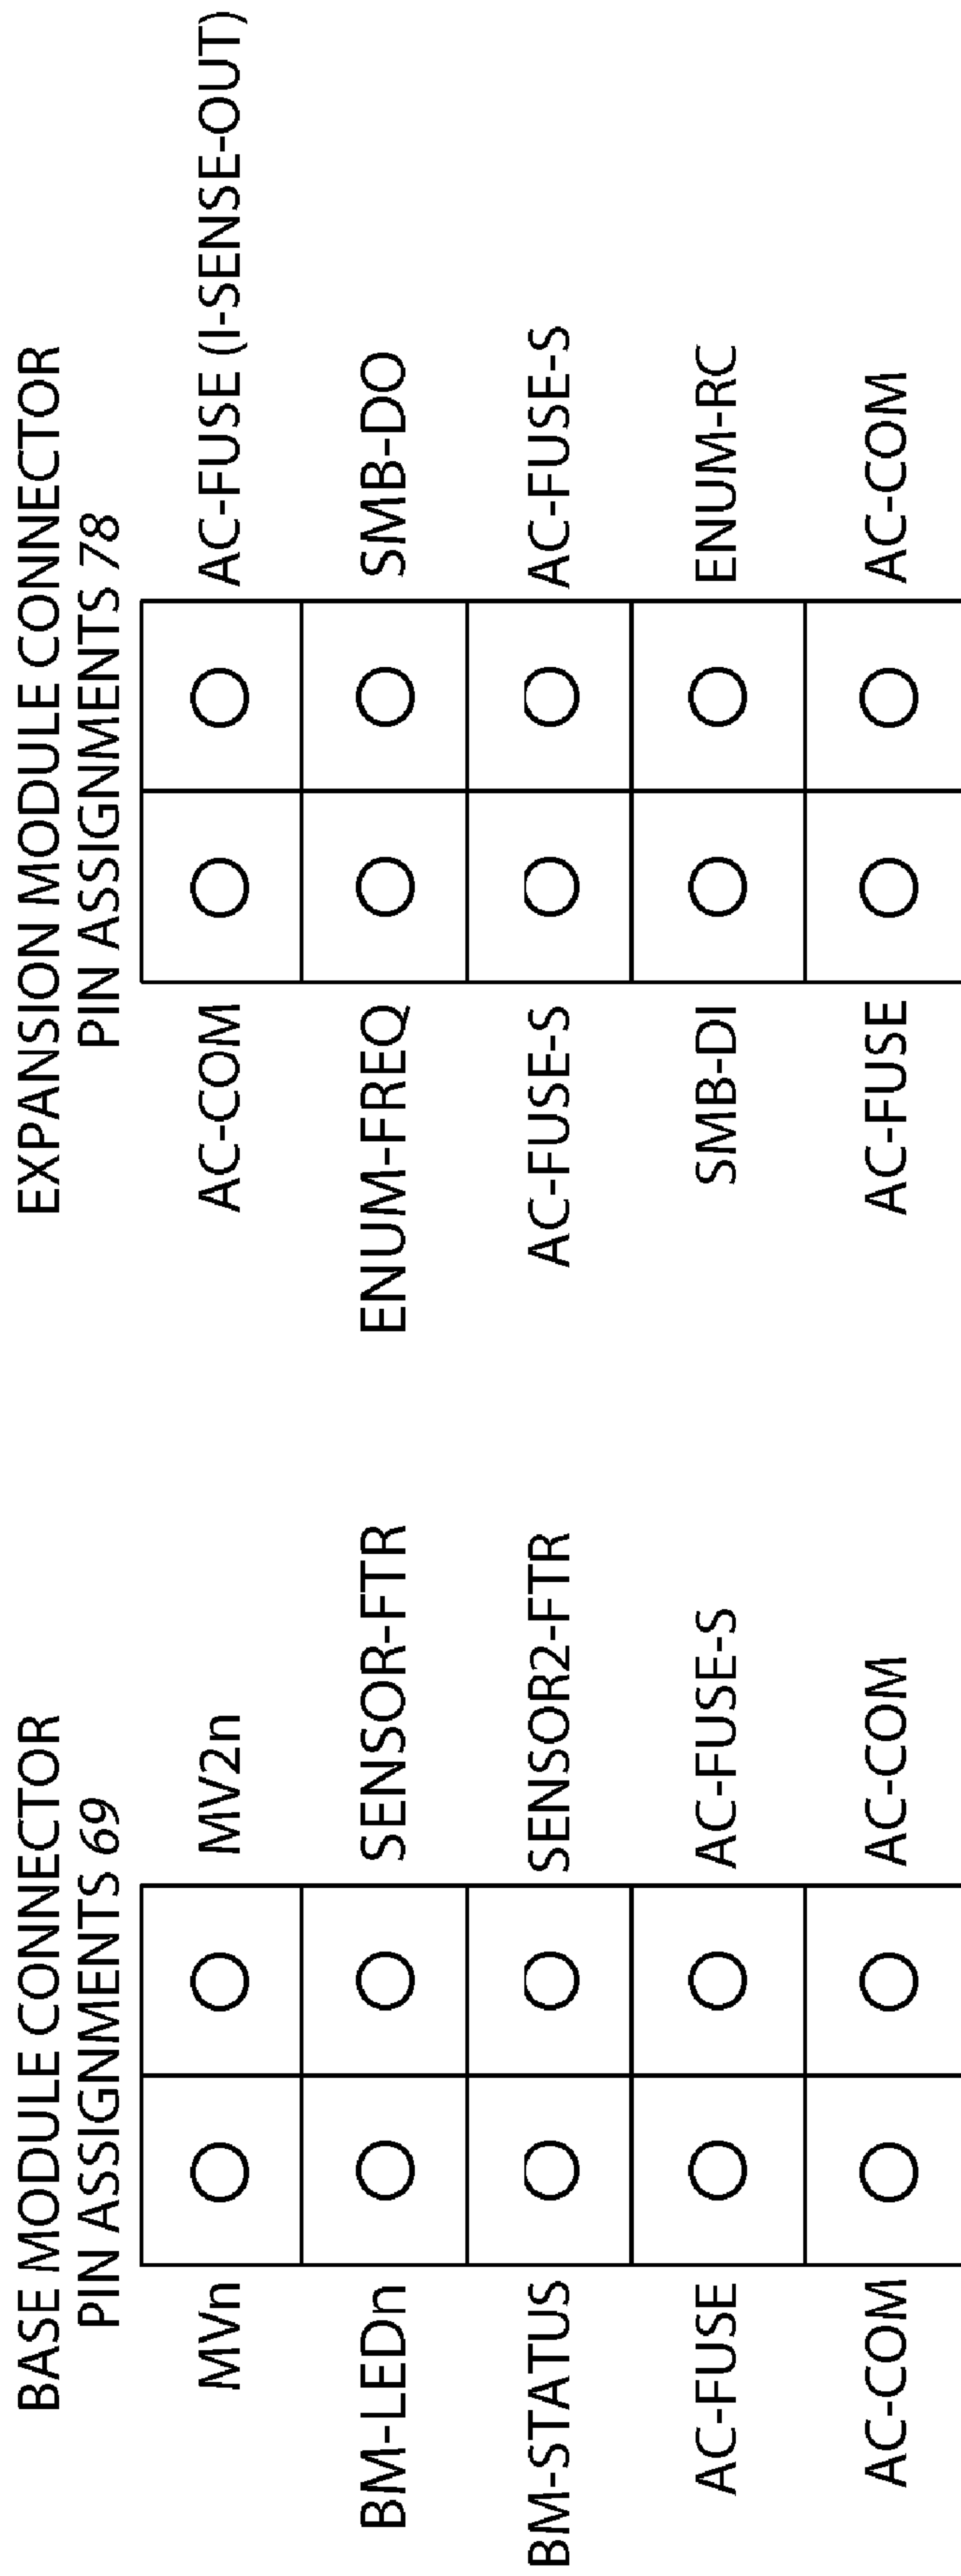 BASE MODULE CONNECTOR
PIN ASSIGNMENTS 69
MVn
MV2n
BM-LEDn
SENSOR-FTR
BM-STATUS
SENSOR2-FTR
AC-FUSE
AC-FUSE-S
AC-COM
AC-COM
EXPANSION MODULE CONNECTOR
PIN ASSIGNMENTS 78
AC-COM
AC-FUSE (I-SENSE-OUT)
ENUM-FREQ
SMB-DO
AC-FUSE-S
AC-FUSE-S
SMB-DI
ENUM-RC
AC-FUSE
AC-COM